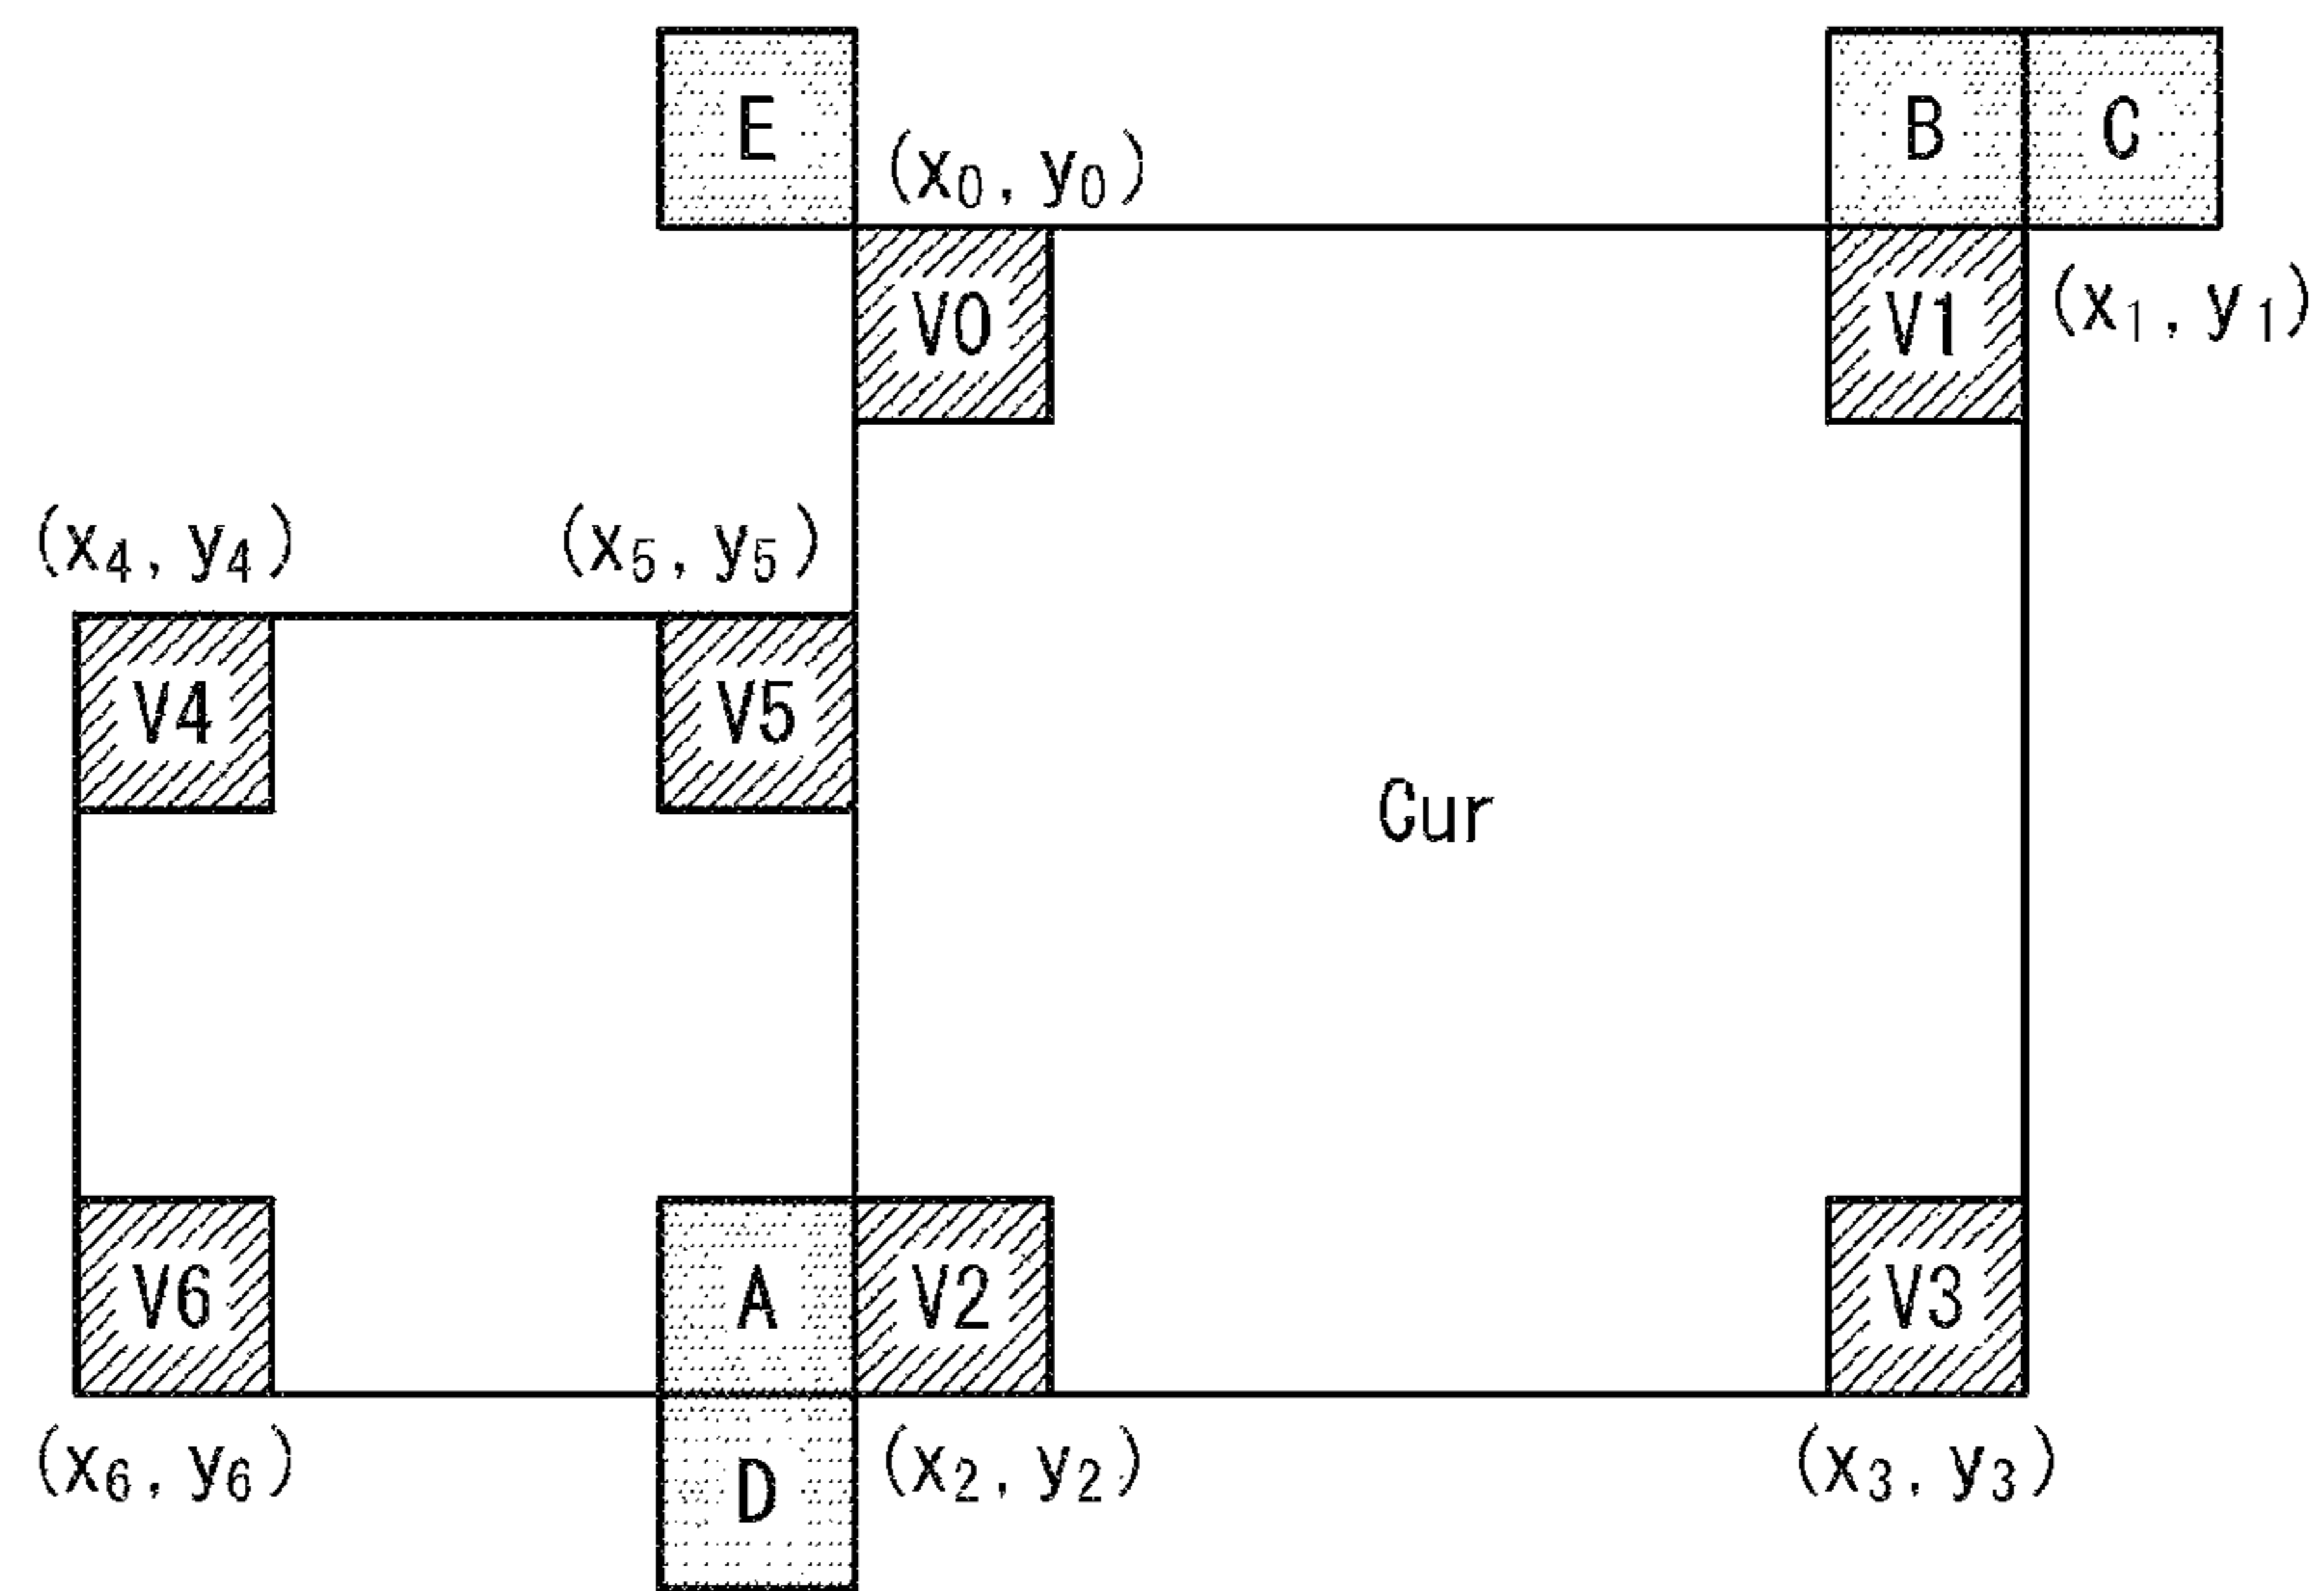 E B C
(x₀, y₀)
V0 V1 (x₁, y₁)
(x₄, y₄) (x₅, y₅)
V4 V5
Cur
V6 A V2 V3
(x₆, y₆) D (x₂, y₂) (x₃, y₃)